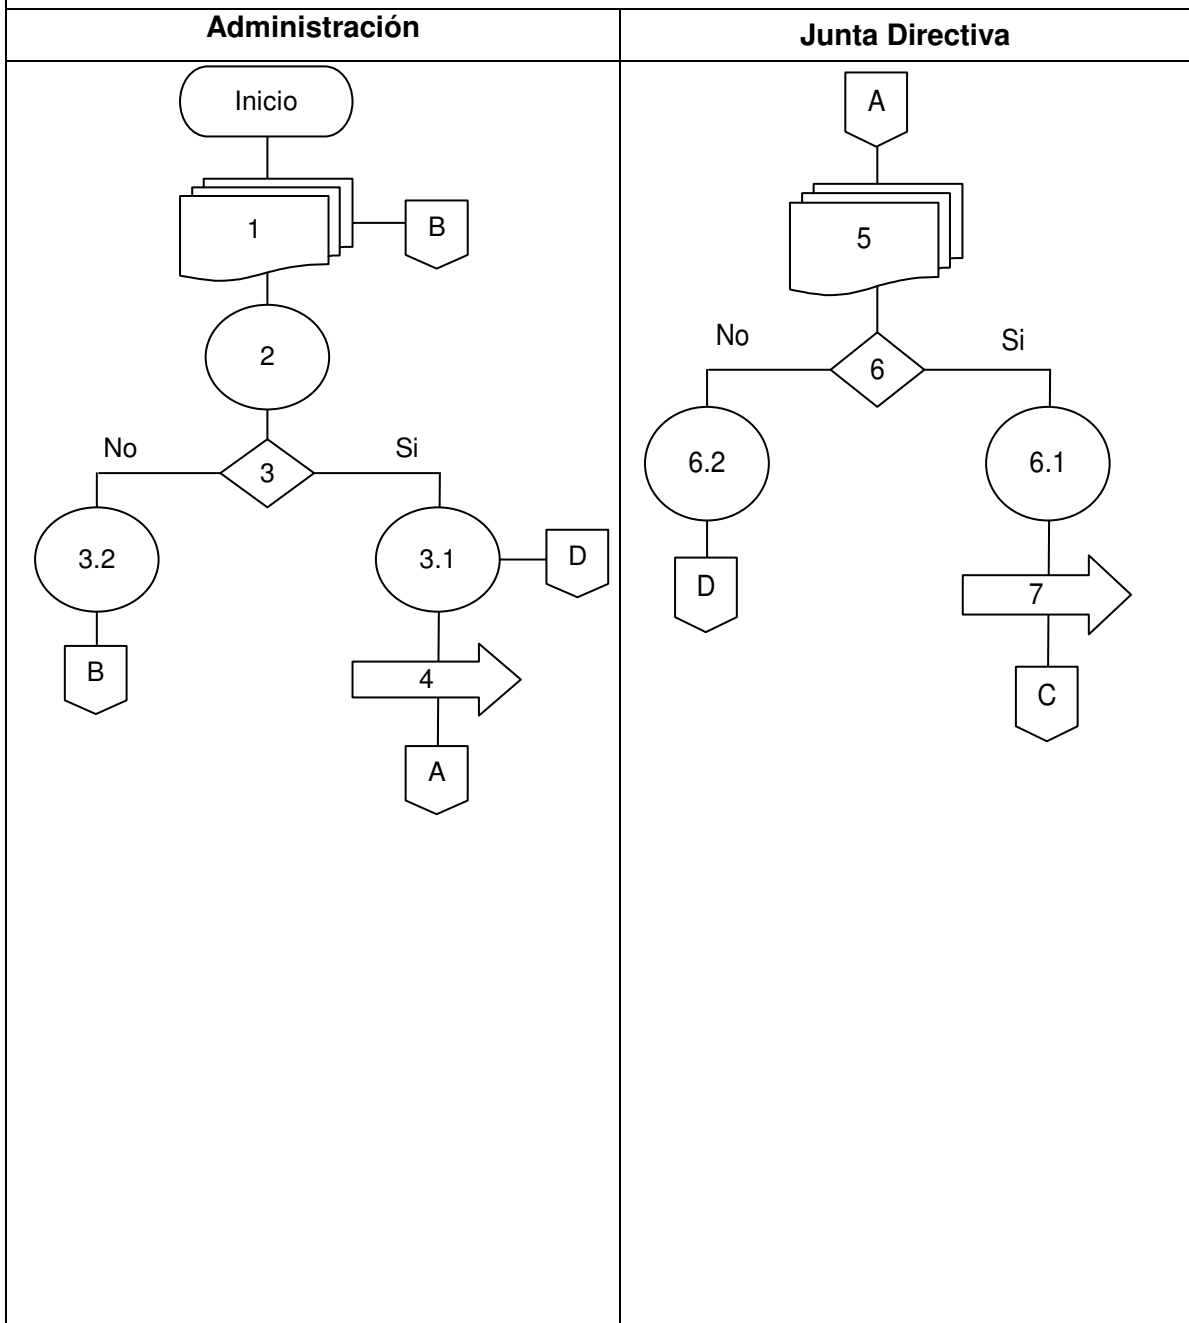 Administración
Junta Directiva
Inicio
1
B
2
No
Si
3
3.2
3.1
D
B
4
A
A
5
No
Si
6
6.2
6.1
D
7
C